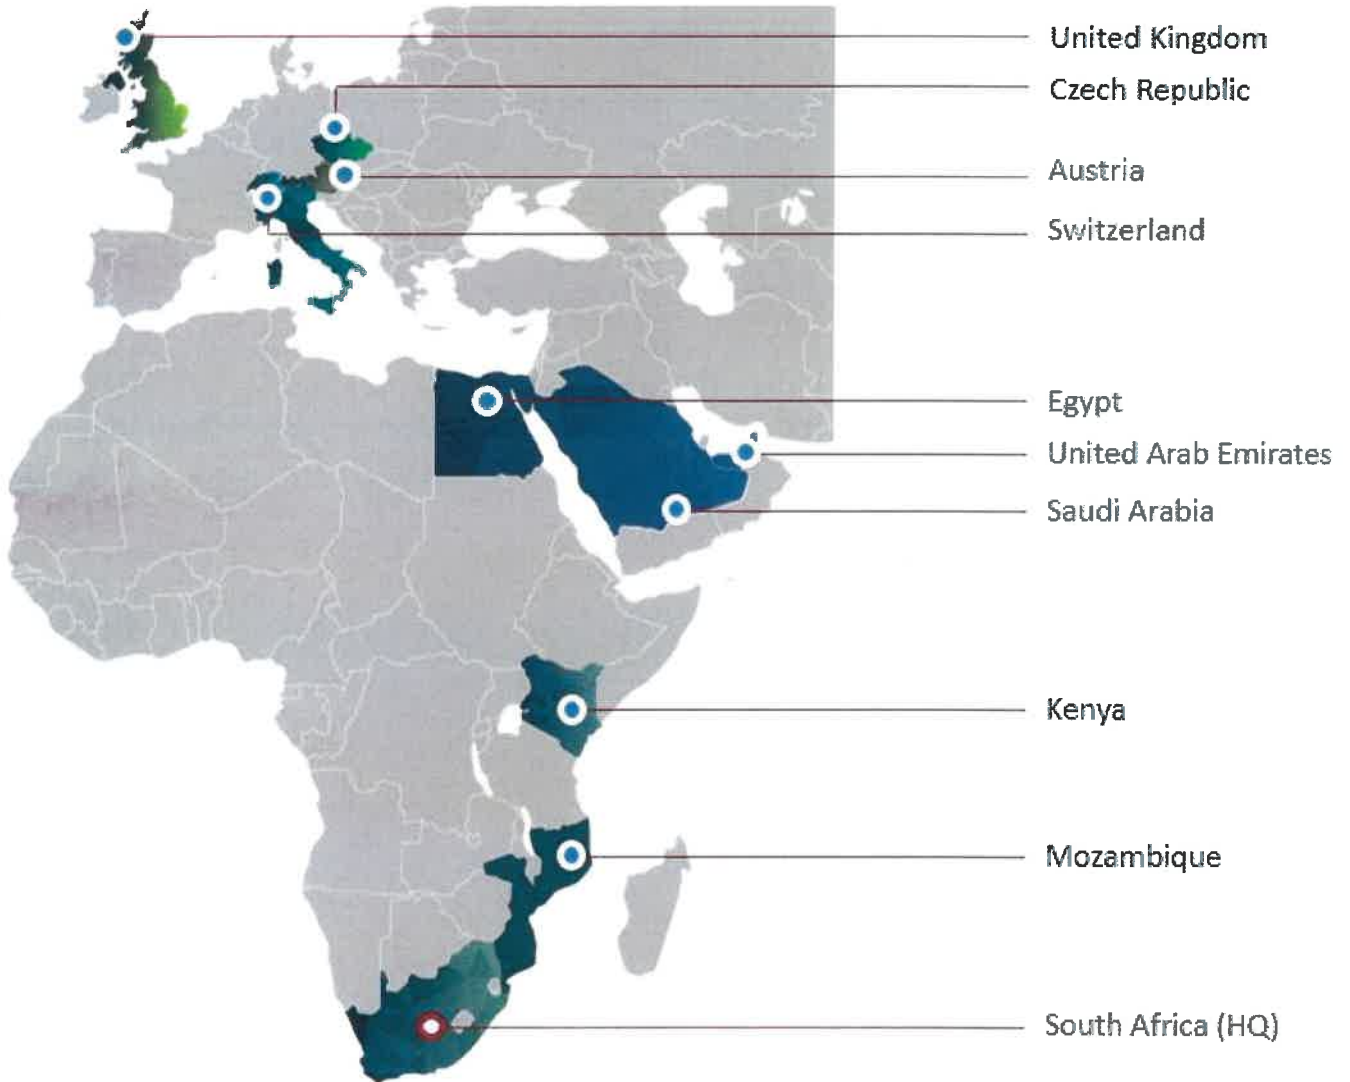 United Kingdom
Czech Republic
Austria
Switzerland
Egypt
United Arab Emirates
Saudi Arabia
Kenya
Mozambique
South Africa (HQ)